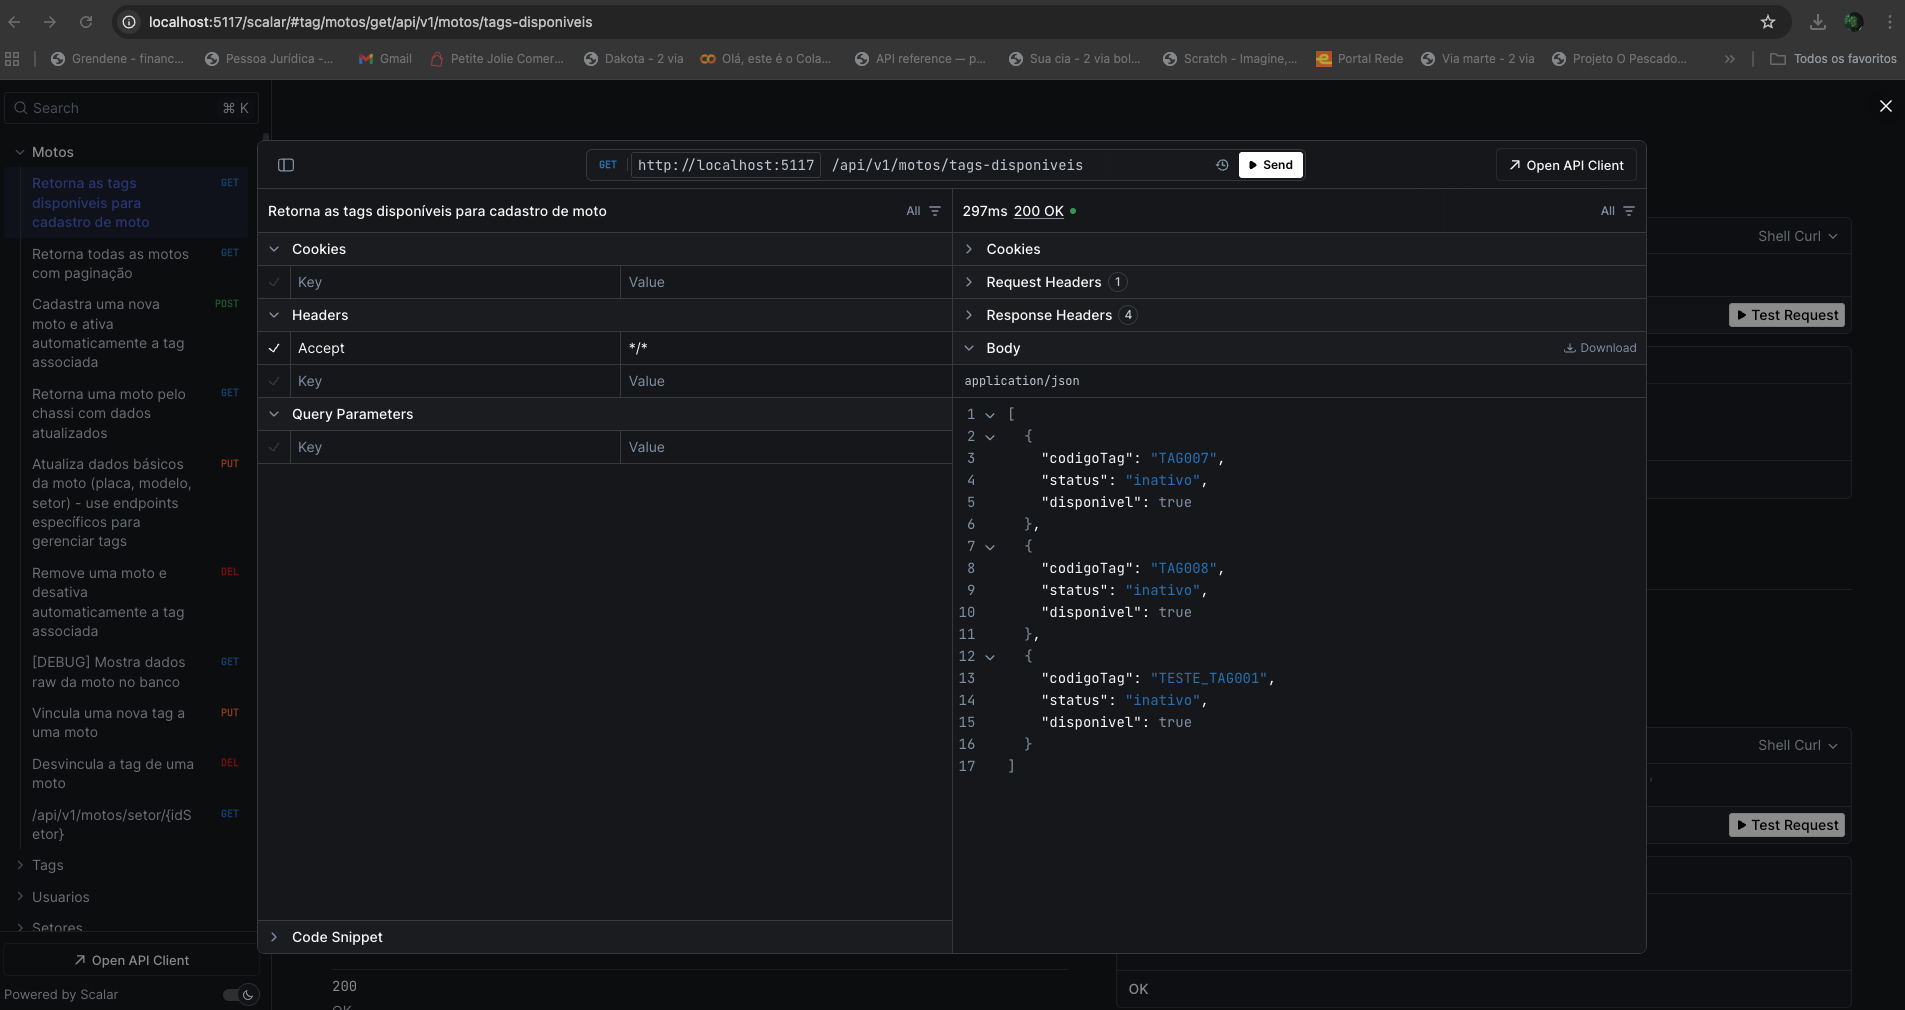 localhost:5117/scalar/#tag/motos/get/api/v1/motos/tags-disponiveis
Grendene - financ...
Pessoa Jurídica -...
Gmail
Petite Jolie Comer...
Dakota - 2 via
Olá, este é o Cola...
API reference — p...
Sua cia - 2 via bol...
Scratch - Imagine,...
Portal Rede
Via marte - 2 via
Projeto O Pescado...
»
Todos os favoritos
Search
⌘ K
Motos
Retorna as tags
disponíveis para
cadastro de moto
GET
Retorna todas as motos
com paginação
GET
Cadastra uma nova
moto e ativa
automaticamente a tag
associada
POST
Retorna uma moto pelo
chassi com dados
atualizados
GET
Atualiza dados básicos
da moto (placa, modelo,
setor) - use endpoints
específicos para
gerenciar tags
PUT
Remove uma moto e
desativa
automaticamente a tag
associada
DEL
[DEBUG] Mostra dados
raw da moto no banco
GET
Vincula uma nova tag a
uma moto
PUT
Desvincula a tag de uma
moto
DEL
/api/v1/motos/setor/{idS
etor}
GET
Tags
Usuarios
Setores
Open API Client
Powered by Scalar
GET http://localhost:5117 /api/v1/motos/tags-disponiveis
Send
Open API Client
Retorna as tags disponíveis para cadastro de moto
All
Cookies
Key Value
Headers
Accept */*
Key Value
Query Parameters
Key Value
Code Snippet
297ms 200 OK
All
Cookies
Request Headers 1
Response Headers 4
Body
Download
application/json
1 [
2 {
3 "codigoTag": "TAG007",
4 "status": "inativo",
5 "disponivel": true
6 },
7 {
8 "codigoTag": "TAG008",
9 "status": "inativo",
10 "disponivel": true
11 },
12 {
13 "codigoTag": "TESTE_TAG001",
14 "status": "inativo",
15 "disponivel": true
16 }
17 ]
Shell Curl
Test Request
Shell Curl
Test Request
200
OK
OK